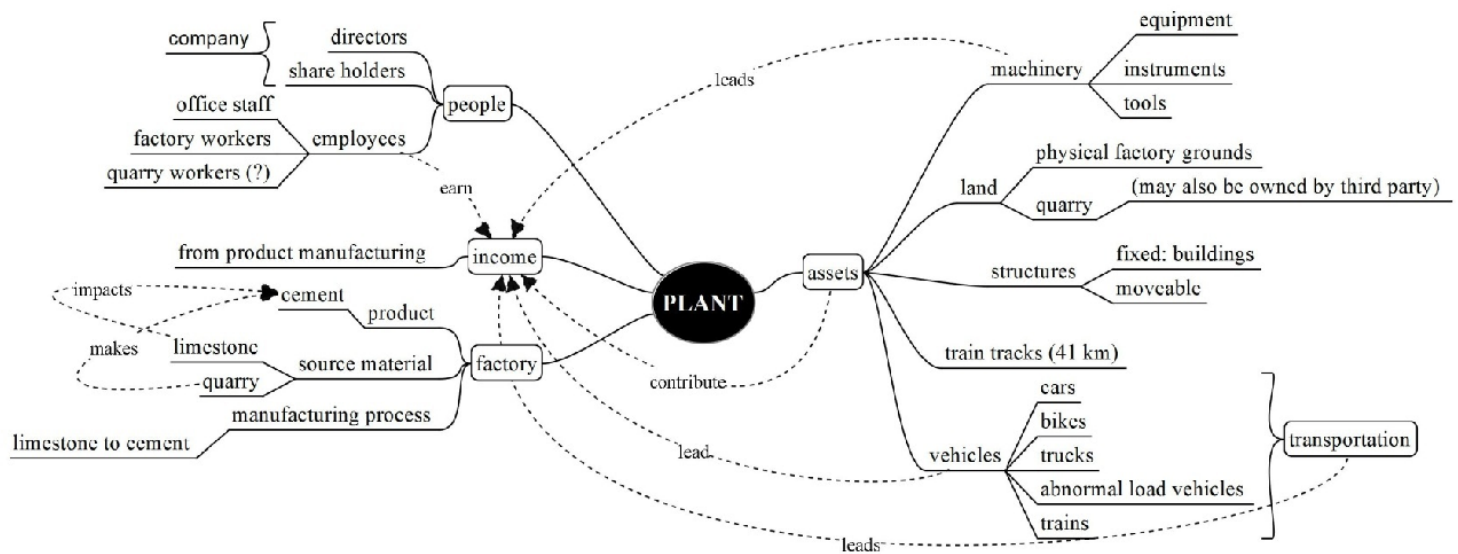 company
directors
share holders
office staff
factory workers
quarry workers (?)
employees
people
earn
income
from product manufacturing
impacts
cement
product
makes
limestone
quarry
source material
factory
manufacturing process
limestone to cement
PLANT
leads
contribute
lead
leads
assets
machinery
equipment
instruments
tools
land
physical factory grounds
quarry
(may also be owned by third party)
structures
fixed: buildings
moveable
train tracks (41 km)
vehicles
cars
bikes
trucks
abnormal load vehicles
trains
transportation